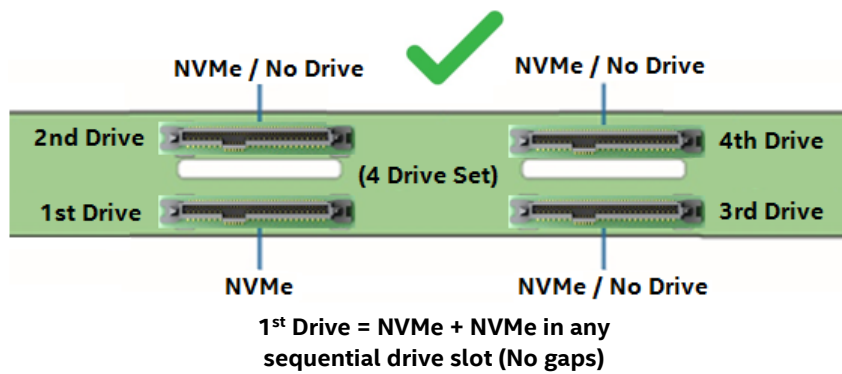 NVMe / No Drive
NVMe / No Drive
2nd Drive
4th Drive
(4 Drive Set)
1st Drive
3rd Drive
NVMe
NVMe / No Drive
1st Drive = NVMe + NVMe in any
sequential drive slot (No gaps)